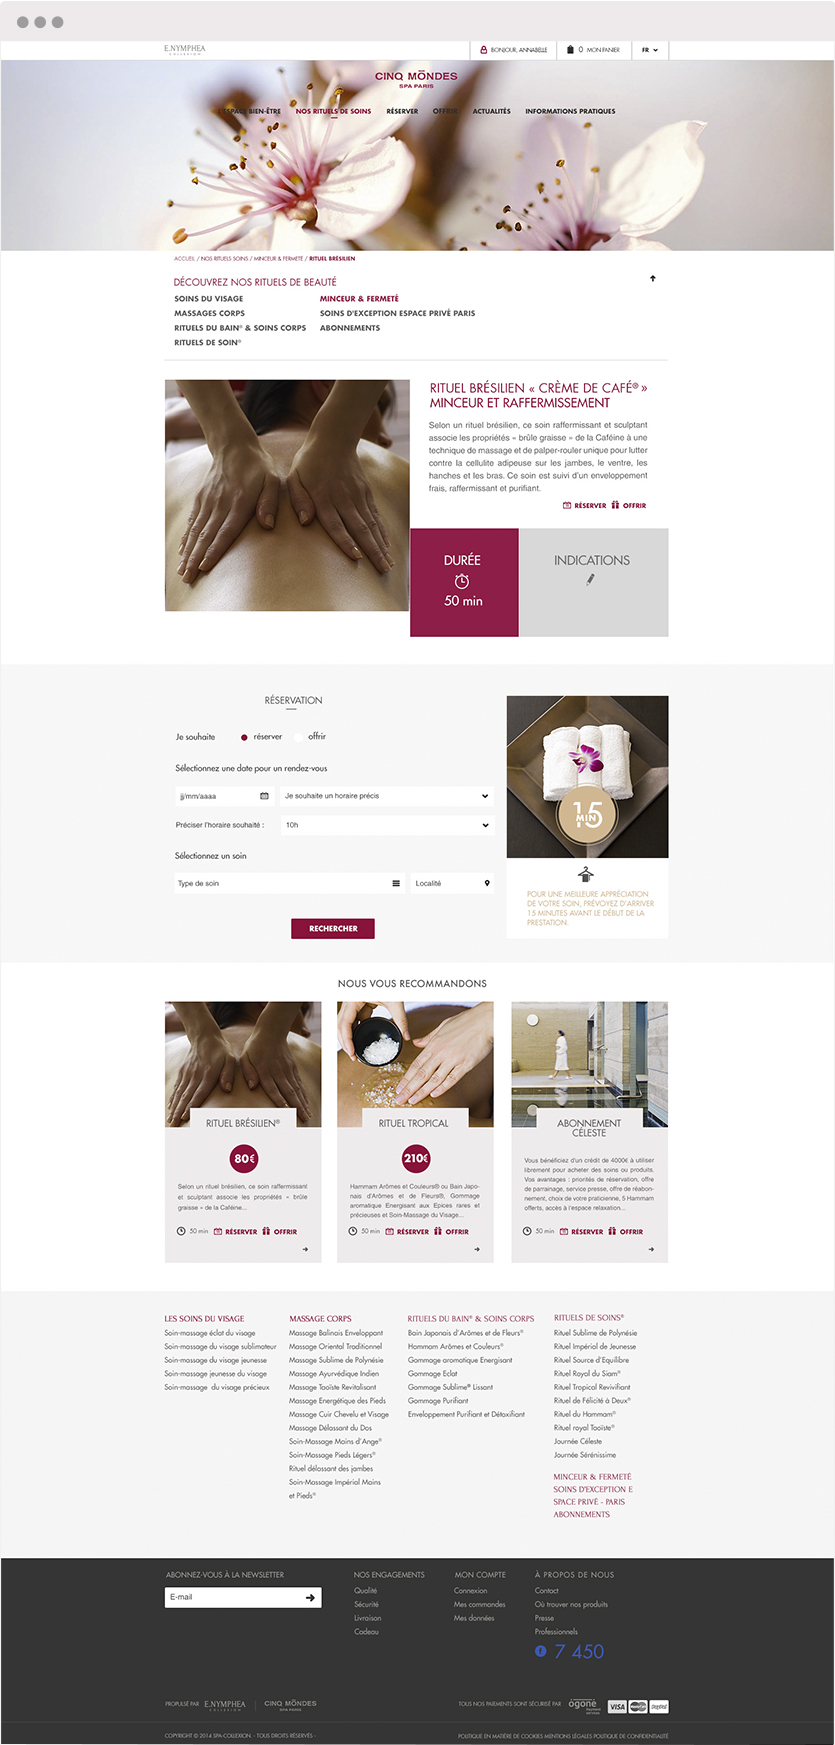 E.NYMPHEA
COLLEXION
BONJOUR, ANNABELLE
0 MON PANIER
FR
CINQ MÖNDES
SPA PARIS
L'ESPACE BIEN-ÊTRE
NOS RITUELS DE SOINS
RÉSERVER
OFFRIR
ACTUALITÉS
INFORMATIONS PRATIQUES
ACCUEIL / NOS RITUELS SOINS / MINCEUR & FERMETÉ / RITUEL BRÉSILIEN
DÉCOUVREZ NOS RITUELS DE BEAUTÉ
SOINS DU VISAGE
MASSAGES CORPS
RITUELS DU BAIN® & SOINS CORPS
RITUELS DE SOIN®
MINCEUR & FERMETÉ
SOINS D'EXCEPTION ESPACE PRIVÉ PARIS
ABONNEMENTS
RITUEL BRÉSILIEN « CRÈME DE CAFÉ® »
MINCEUR ET RAFFERMISSEMENT
Selon un rituel brésilien, ce soin raffermissant et sculptant
associe les propriétés « brûle graisse » de la Caféine à une
technique de massage et de palper-rouler unique pour lutter
contre la cellulite adipeuse sur les jambes, le ventre, les
hanches et les bras. Ce soin est suivi d'un enveloppement
frais, raffermissant et purifiant.
RÉSERVER
OFFRIR
DURÉE
50 min
INDICATIONS
RÉSERVATION
Je souhaite
réserver
offrir
Sélectionnez une date pour un rendez-vous
jj/mm/aaaa
Je souhaite un horaire précis
Préciser l'horaire souhaité :
10h
Sélectionnez un soin
Type de soin
Localité
RECHERCHER
15
MIN
POUR UNE MEILLEURE APPRÉCIATION
DE VOTRE SOIN, PRÉVOYEZ D'ARRIVER
15 MINUTES AVANT LE DÉBUT DE LA
PRESTATION
NOUS VOUS RECOMMANDONS
RITUEL BRÉSILIEN®
80€
Selon un rituel brésilien, ce soin raffermissant
et sculptant associe les propriétés « brûle
graisse » de la Caféine...
50 min
RÉSERVER
OFFRIR
RITUEL TROPICAL
210€
Hammam Arômes et Couleurs® ou Bain Japo-
nais d'Arômes et de Fleurs®, Gommage
aromatique Energisant aux Epices rares et
précieuses et Soin-Massage du Visage...
50 min
RÉSERVER
OFFRIR
ABONNEMENT
CÉLESTE
Vous bénéficiez d'un crédit de 4000€ à utiliser
librement pour acheter des soins ou produits.
Vos avantages : priorités de réservation, offre
de parrainage, service presse, offre de réabon-
nement, choix de votre praticienne, 5 Hammam
offerts, accès à l'espace relaxation...
50 min
RÉSERVER
OFFRIR
LES SOINS DU VISAGE
Soin-massage éclat du visage
Soin-massage du visage sublimateur
Soin-massage du visage jeunesse
Soin-massage jeunesse du visage
Soin-massage du visage précieux
MASSAGE CORPS
Massage Balinais Enveloppant
Massage Oriental Traditionnel
Massage Sublime de Polynésie
Massage Ayurvédique Indien
Massage Taoïste Revitalisant
Massage Energétique des Pieds
Massage Cuir Chevelu et Visage
Massage Délassant du Dos
Soin-Massage Mains d'Ange®
Soin-Massage Pieds Légers®
Rituel délassant des jambes
Soin-Massage Impérial Mains
et Pieds®
RITUELS DU BAIN® & SOINS CORPS
Bain Japonais d'Arômes et de Fleurs®
Hammam Arômes et Couleurs®
Gommage aromatique Energisant
Gommage Eclat
Gommage Sublime® Lissant
Gommage Purifiant
Enveloppement Purifiant et Détoxifiant
RITUELS DE SOINS®
Rituel Sublime de Polynésie
Rituel Impérial de Jeunesse
Rituel Source d'Equilibre
Rituel Royal du Siam®
Rituel Tropical Revivifiant
Rituel de Félicité à Deux®
Rituel du Hammam®
Rituel royal Taoïste®
Journée Céleste
Journée Sérénissime
MINCEUR & FERMETÉ
SOINS D'EXCEPTION E
SPACE PRIVÉ - PARIS
ABONNEMENTS
ABONNEZ-VOUS À LA NEWSLETTER
E-mail
NOS ENGAGEMENTS
Qualité
Sécurité
Livraison
Cadeau
MON COMPTE
Connexion
Mes commandes
Mes données
À PROPOS DE NOUS
Contact
Où trouver nos produits
Presse
Professionnels
f 7 450
PROPULSÉ PAR
E.NYMPHEA
COLLEXION
CINQ MÖNDES
SPA PARIS
TOUS NOS PAIEMENTS SONT SÉCURISÉ PAR
ogone
Payment
services
VISA
MasterCard
PayPal
COPYRIGHT © 2014 SPA-COLLEXION. - TOUS DROITS RÉSERVÉS -
POLITIQUE EN MATIÈRE DE COOKIES MENTIONS LÉGALES POLITIQUE DE CONFIDENTIALITÉ